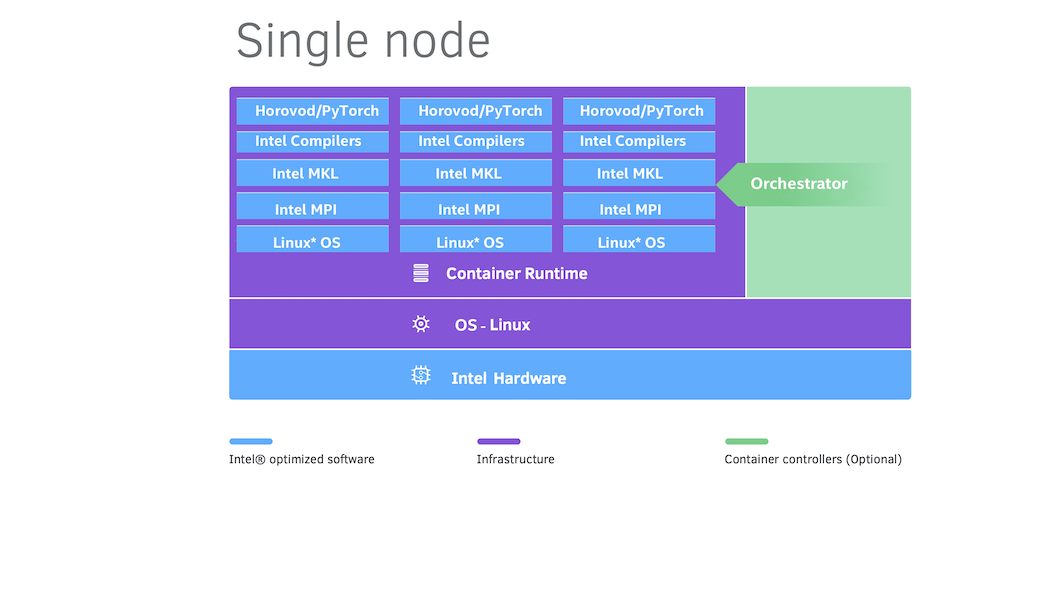 Single node
Horovod/PyTorch Horovod/PyTorch Horovod/PyTorch
Intel Compilers Intel Compilers Intel Compilers
Intel MKL Intel MKL Intel MKL
Orchestrator
Intel MPI Intel MPI Intel MPI
Linux* OS Linux* OS Linux* OS
Container Runtime
OS - Linux
Intel Hardware
Intel® optimized software Infrastructure Container controllers (Optional)